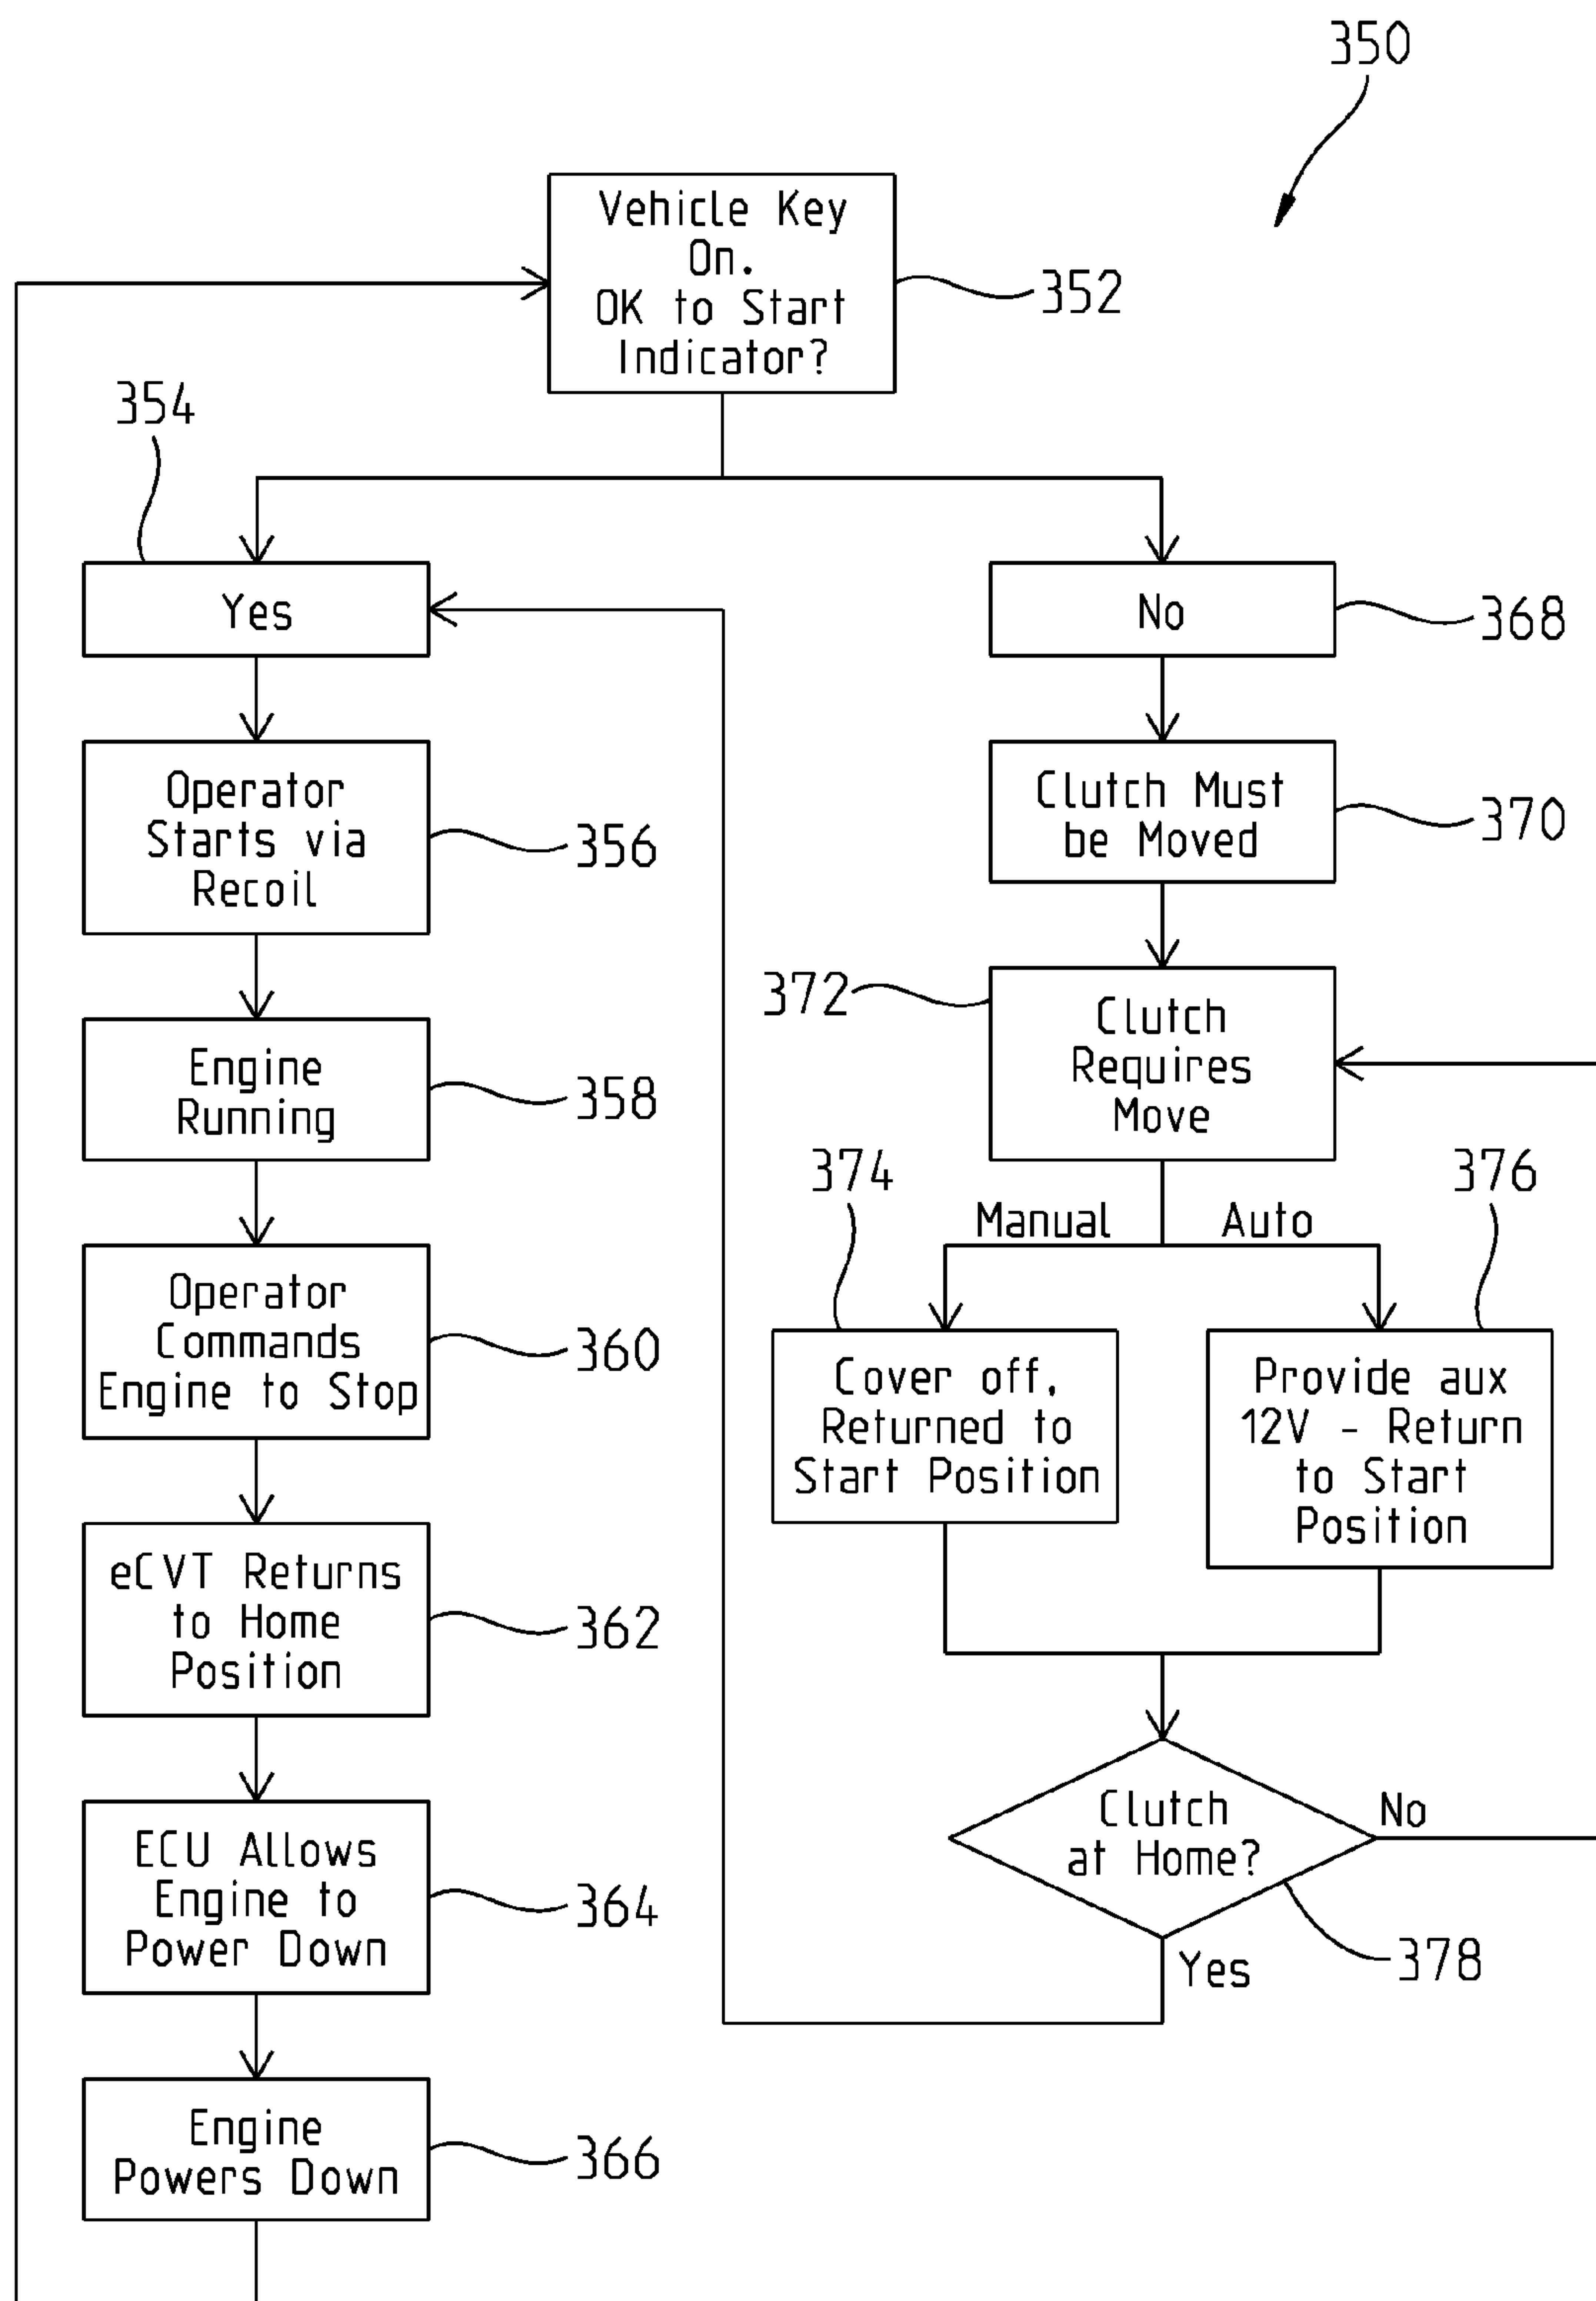 350
Vehicle Key
On.
OK to Start
Indicator?
352
354
Yes
No
368
Operator
Starts via
Recoil
356
Clutch Must
be Moved
370
Engine
Running
358
372
Clutch
Requires
Move
Manual
Auto
374
376
Operator
Commands
Engine to Stop
360
Cover off,
Returned to
Start Position
Provide aux
12V - Return
to Start
Position
eCVT Returns
to Home
Position
362
ECU Allows
Engine to
Power Down
364
Clutch
at Home?
No
Yes
378
Engine
Powers Down
366